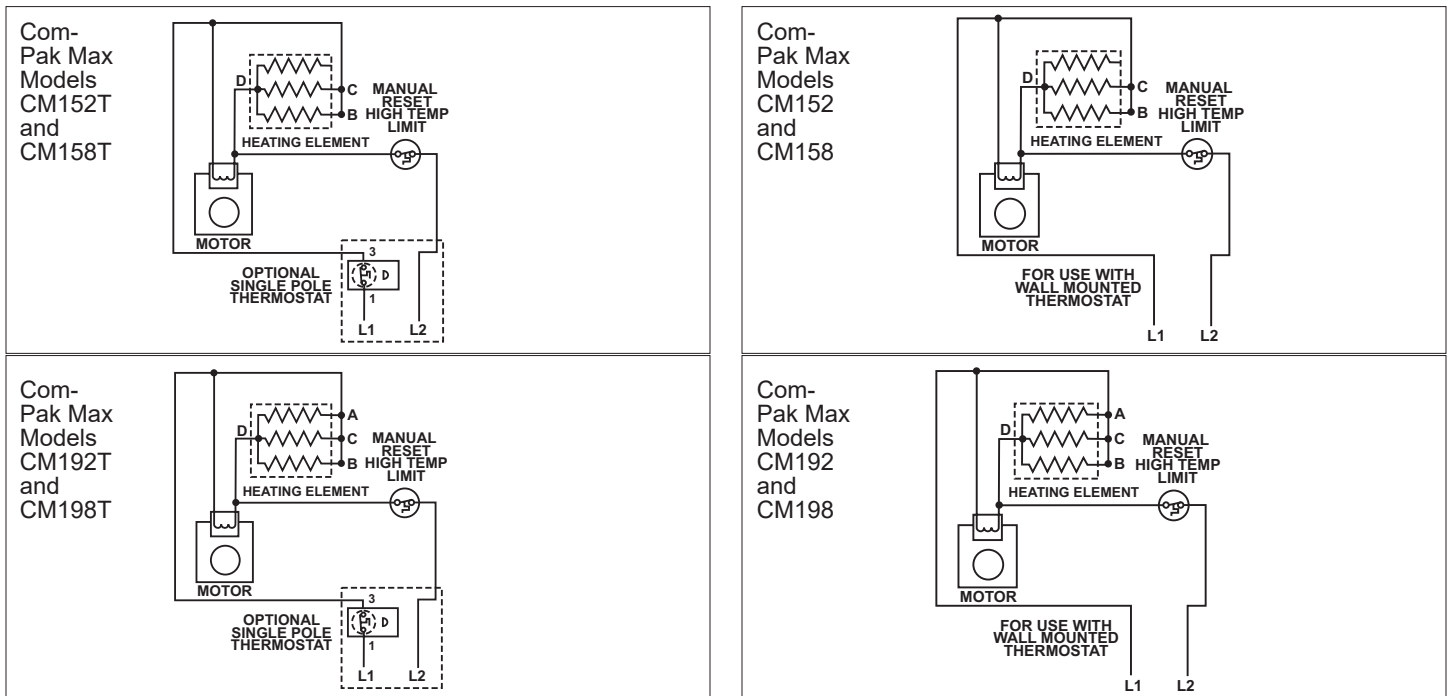 Com-
Pak Max
Models
CM152T
and
CM158T
D
C
B
MANUAL
RESET
HIGH TEMP
LIMIT
HEATING ELEMENT
MOTOR
3
OPTIONAL
SINGLE POLE
THERMOSTAT
D
1
L1
L2
Com-
Pak Max
Models
CM152
and
CM158
D
C
B
MANUAL
RESET
HIGH TEMP
LIMIT
HEATING ELEMENT
MOTOR
FOR USE WITH
WALL MOUNTED
THERMOSTAT
L1
L2
Com-
Pak Max
Models
CM192T
and
CM198T
A
D
C
B
MANUAL
RESET
HIGH TEMP
LIMIT
HEATING ELEMENT
MOTOR
3
OPTIONAL
SINGLE POLE
THERMOSTAT
D
1
L1
L2
Com-
Pak Max
Models
CM192
and
CM198
A
D
C
B
MANUAL
RESET
HIGH TEMP
LIMIT
HEATING ELEMENT
MOTOR
FOR USE WITH
WALL MOUNTED
THERMOSTAT
L1
L2